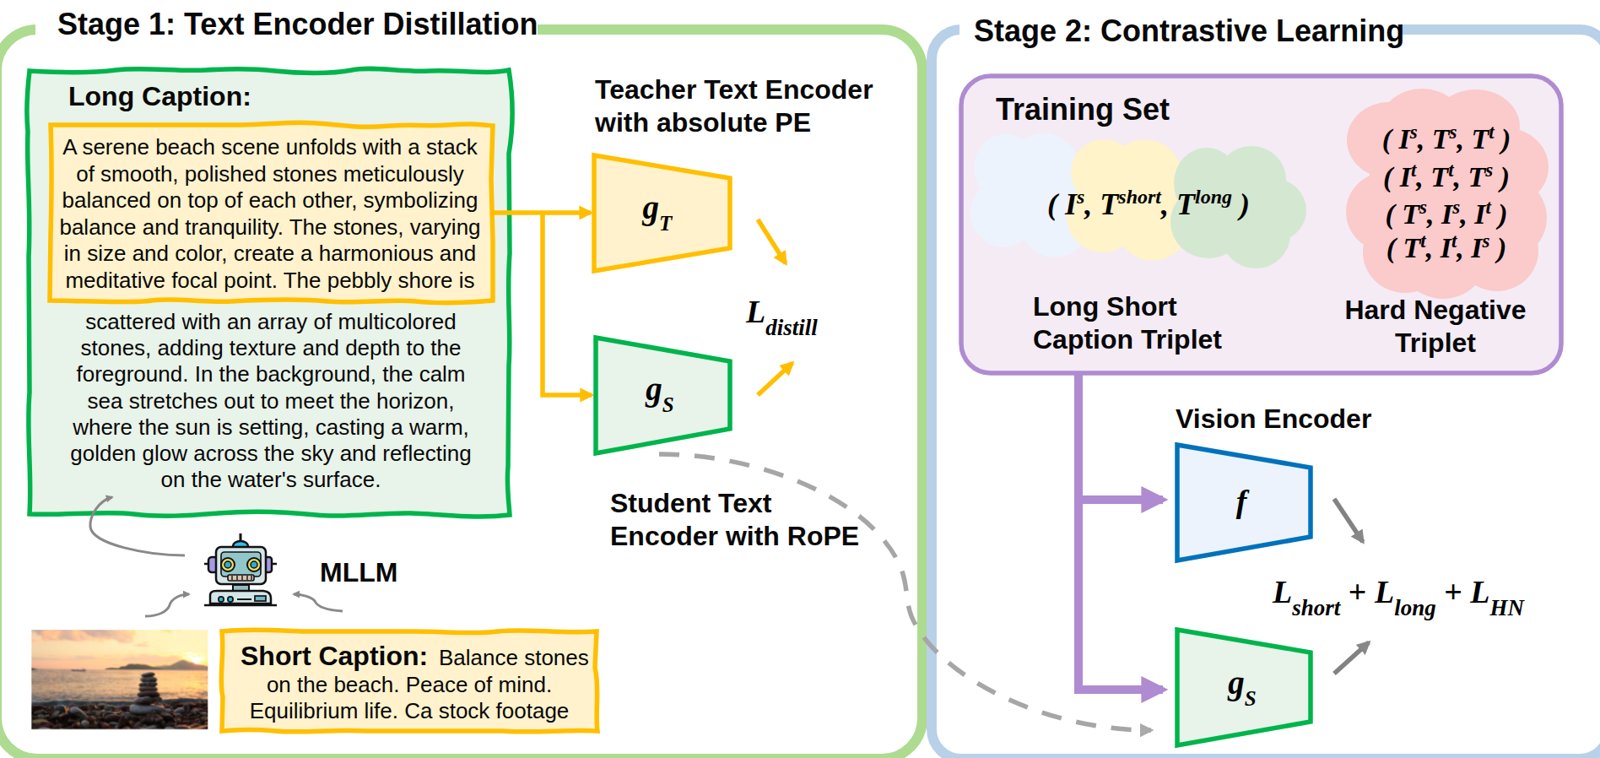 Stage 1: Text Encoder Distillation
Long Caption:
A serene beach scene unfolds with a stack
of smooth, polished stones meticulously
balanced on top of each other, symbolizing
balance and tranquility. The stones, varying
in size and color, create a harmonious and
meditative focal point. The pebbly shore is
scattered with an array of multicolored
stones, adding texture and depth to the
foreground. In the background, the calm
sea stretches out to meet the horizon,
where the sun is setting, casting a warm,
golden glow across the sky and reflecting
on the water's surface.
MLLM
Short Caption: Balance stones
on the beach. Peace of mind.
Equilibrium life. Ca stock footage
Teacher Text Encoder
with absolute PE
g_T
L_distill
g_S
Student Text
Encoder with RoPE
Stage 2: Contrastive Learning
Training Set
( I^s, T^short, T^long )
Long Short
Caption Triplet
( I^s, T^s, T^t )
( I^t, T^t, T^s )
( T^s, I^s, I^t )
( T^t, I^t, I^s )
Hard Negative
Triplet
Vision Encoder
f
L_short + L_long + L_HN
g_S